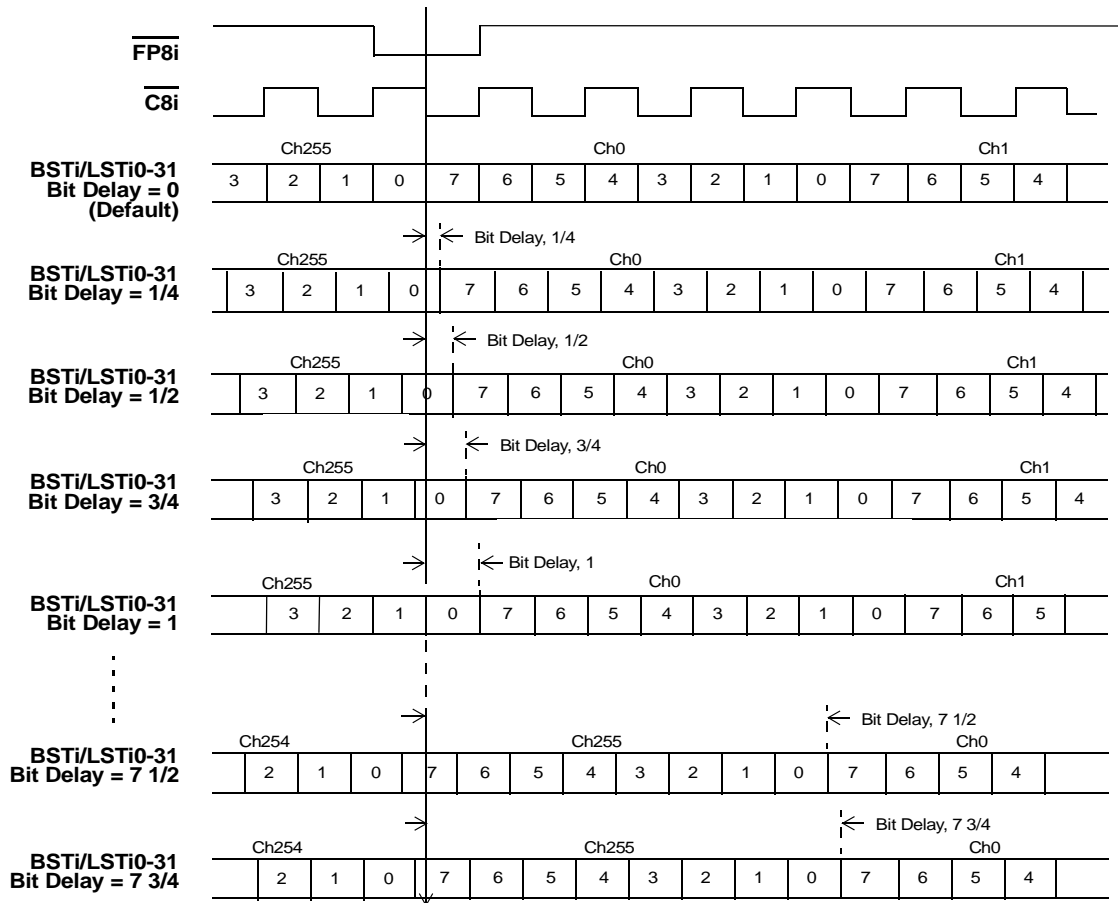 FP8i
C8i
Ch255 Ch0 Ch1
BSTi/LSTi0-31
Bit Delay = 0
(Default)
3 2 1 0 7 6 5 4 3 2 1 0 7 6 5 4
Bit Delay, 1/4
Ch255 Ch0 Ch1
BSTi/LSTi0-31
Bit Delay = 1/4
3 2 1 0 7 6 5 4 3 2 1 0 7 6 5 4
Bit Delay, 1/2
Ch255 Ch0 Ch1
BSTi/LSTi0-31
Bit Delay = 1/2
3 2 1 0 7 6 5 4 3 2 1 0 7 6 5 4
Bit Delay, 3/4
Ch255 Ch0 Ch1
BSTi/LSTi0-31
Bit Delay = 3/4
3 2 1 0 7 6 5 4 3 2 1 0 7 6 5 4
Bit Delay, 1
Ch255 Ch0 Ch1
BSTi/LSTi0-31
Bit Delay = 1
3 2 1 0 7 6 5 4 3 2 1 0 7 6 5
Bit Delay, 7 1/2
Ch254 Ch255 Ch0
BSTi/LSTi0-31
Bit Delay = 7 1/2
2 1 0 7 6 5 4 3 2 1 0 7 6 5 4
Bit Delay, 7 3/4
Ch254 Ch255 Ch0
BSTi/LSTi0-31
Bit Delay = 7 3/4
2 1 0 7 6 5 4 3 2 1 0 7 6 5 4